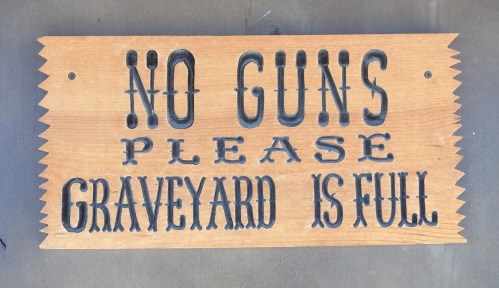 NO GUNS
PLEASE
GRAVEYARD IS FULL